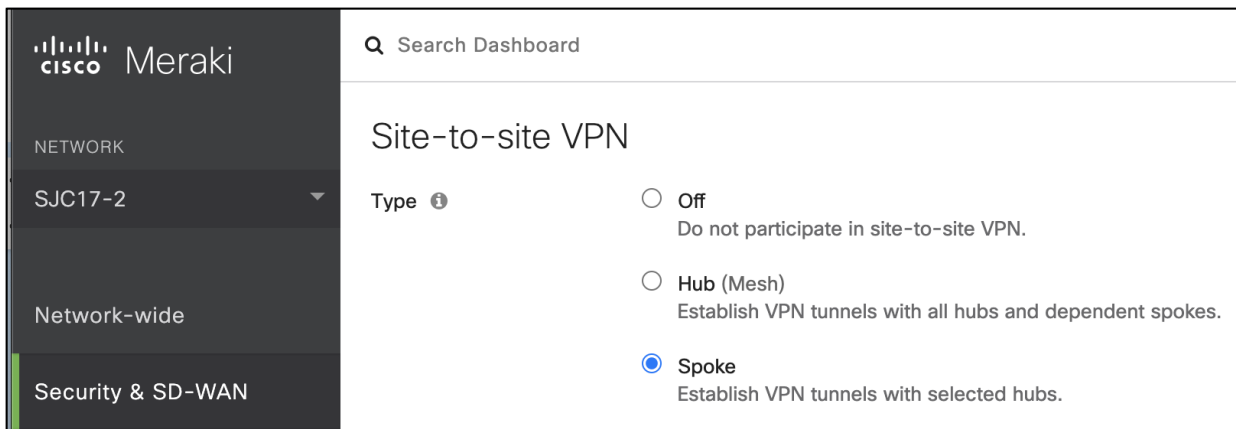 cisco Meraki
Search Dashboard
NETWORK
SJC17-2
Network-wide
Security & SD-WAN
Site-to-site VPN
Type
Off
Do not participate in site-to-site VPN.
Hub (Mesh)
Establish VPN tunnels with all hubs and dependent spokes.
Spoke
Establish VPN tunnels with selected hubs.